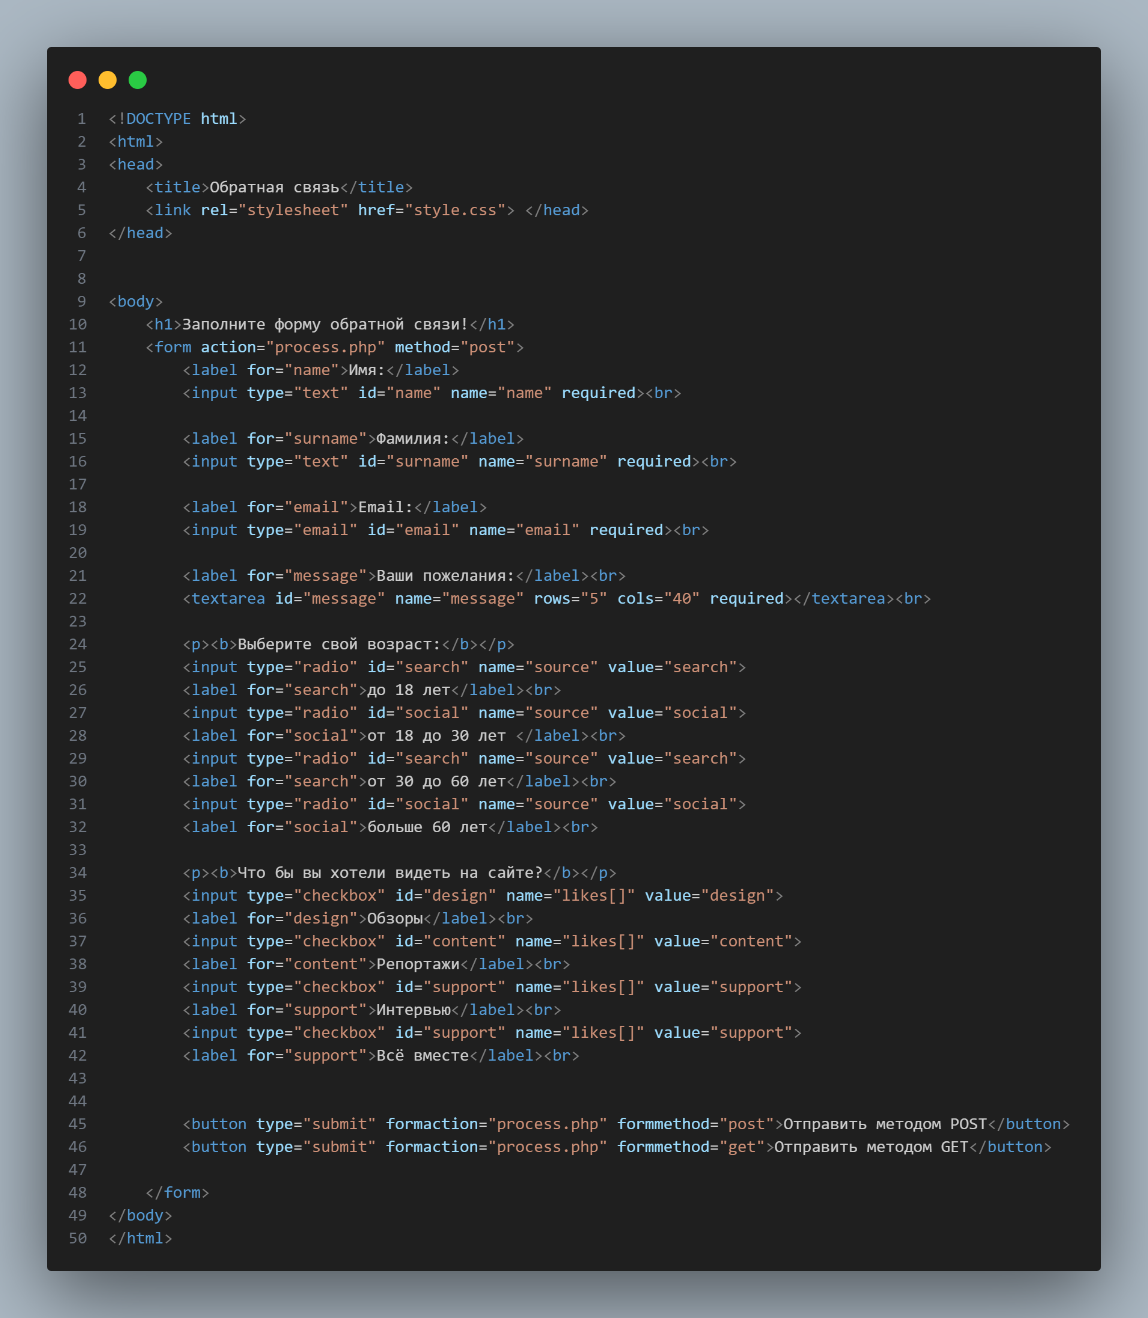 1 <!DOCTYPE html>
2 <html>
3 <head>
4     <title>Обратная связь</title>
5     <link rel="stylesheet" href="style.css"> </head>
6 </head>
7
8
9 <body>
10     <h1>Заполните форму обратной связи!</h1>
11     <form action="process.php" method="post">
12         <label for="name">Имя:</label>
13         <input type="text" id="name" name="name" required><br>
14
15         <label for="surname">Фамилия:</label>
16         <input type="text" id="surname" name="surname" required><br>
17
18         <label for="email">Email:</label>
19         <input type="email" id="email" name="email" required><br>
20
21         <label for="message">Ваши пожелания:</label><br>
22         <textarea id="message" name="message" rows="5" cols="40" required></textarea><br>
23
24         <p><b>Выберите свой возраст:</b></p>
25         <input type="radio" id="search" name="source" value="search">
26         <label for="search">до 18 лет</label><br>
27         <input type="radio" id="social" name="source" value="social">
28         <label for="social">от 18 до 30 лет </label><br>
29         <input type="radio" id="search" name="source" value="search">
30         <label for="search">от 30 до 60 лет</label><br>
31         <input type="radio" id="social" name="source" value="social">
32         <label for="social">больше 60 лет</label><br>
33
34         <p><b>Что бы вы хотели видеть на сайте?</b></p>
35         <input type="checkbox" id="design" name="likes[]" value="design">
36         <label for="design">Обзоры</label><br>
37         <input type="checkbox" id="content" name="likes[]" value="content">
38         <label for="content">Репортажи</label><br>
39         <input type="checkbox" id="support" name="likes[]" value="support">
40         <label for="support">Интервью</label><br>
41         <input type="checkbox" id="support" name="likes[]" value="support">
42         <label for="support">Всё вместе</label><br>
43
44
45         <button type="submit" formaction="process.php" formmethod="post">Отправить методом POST</button>
46         <button type="submit" formaction="process.php" formmethod="get">Отправить методом GET</button>
47
48     </form>
49 </body>
50 </html>